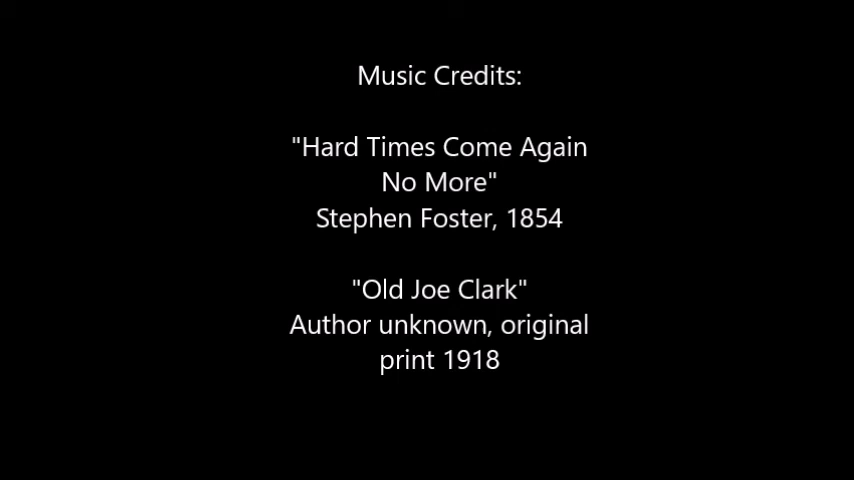 Music Credits:
"Hard Times Come Again
No More"
Stephen Foster, 1854
"Old Joe Clark"
Author unknown, original
print 1918